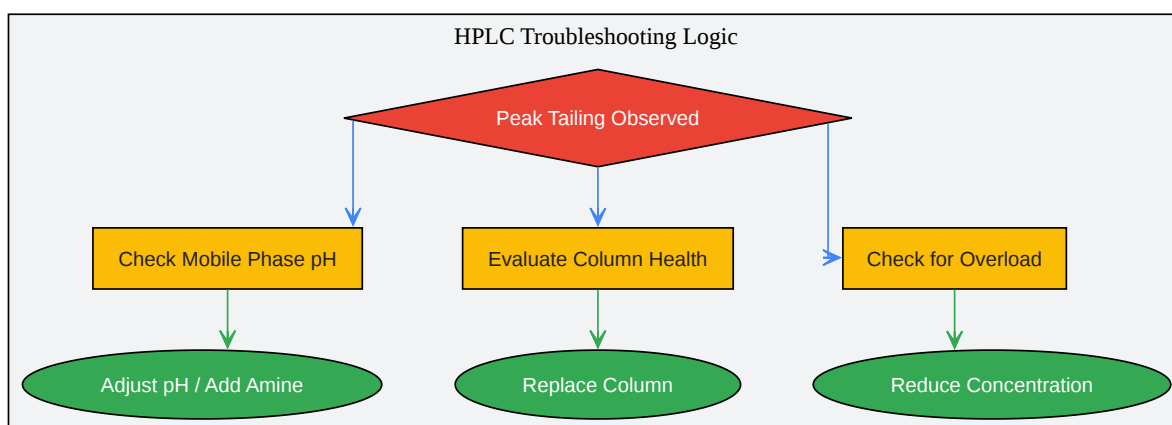 HPLC Troubleshooting Logic
Peak Tailing Observed
Check Mobile Phase pH
Evaluate Column Health
Check for Overload
Adjust pH / Add Amine
Replace Column
Reduce Concentration